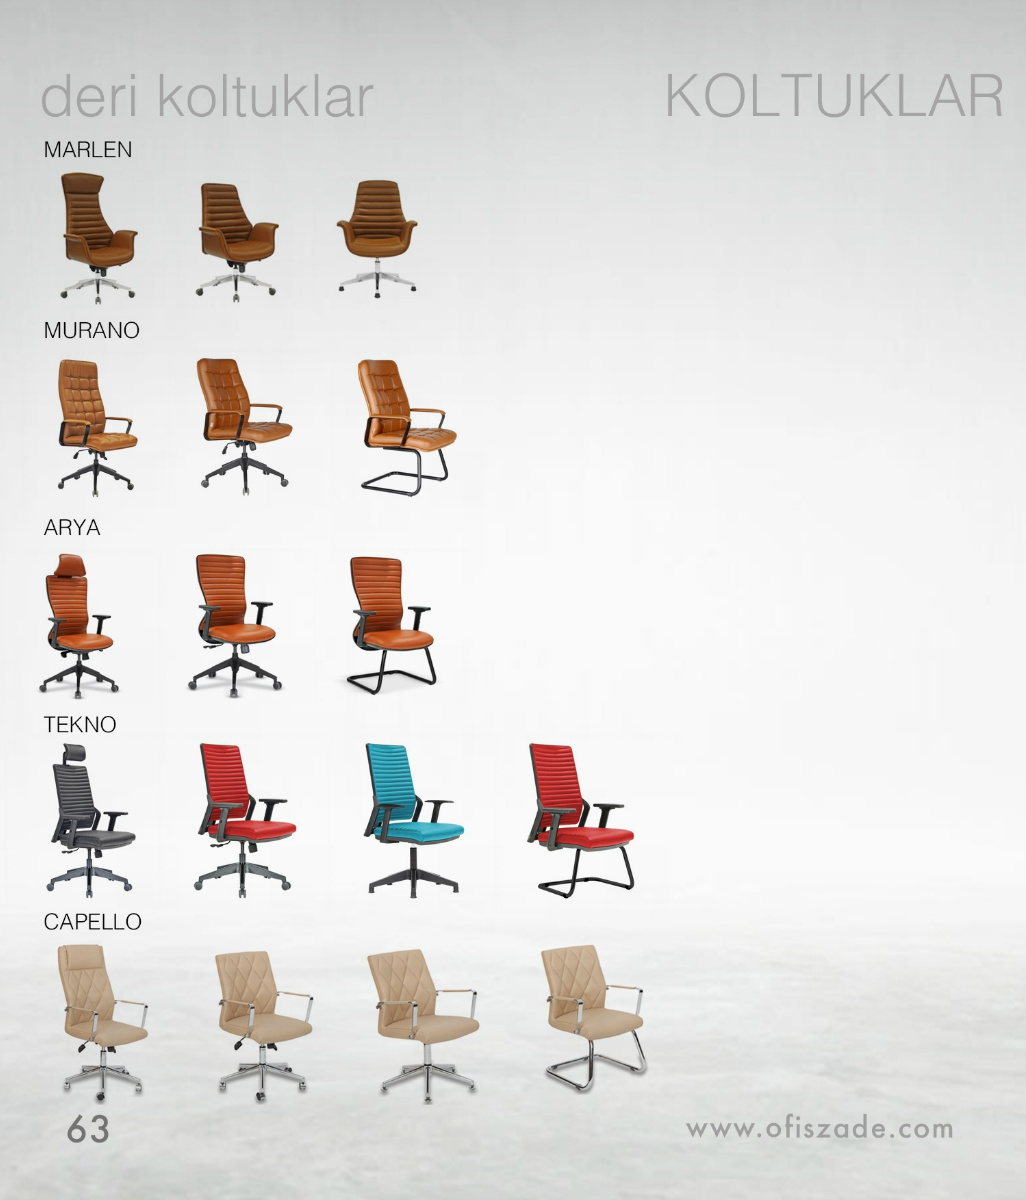 deri koltuklar
KOLTUKLAR
MARLEN
MURANO
ARYA
TEKNO
CAPELLO
63
www.ofiszade.com